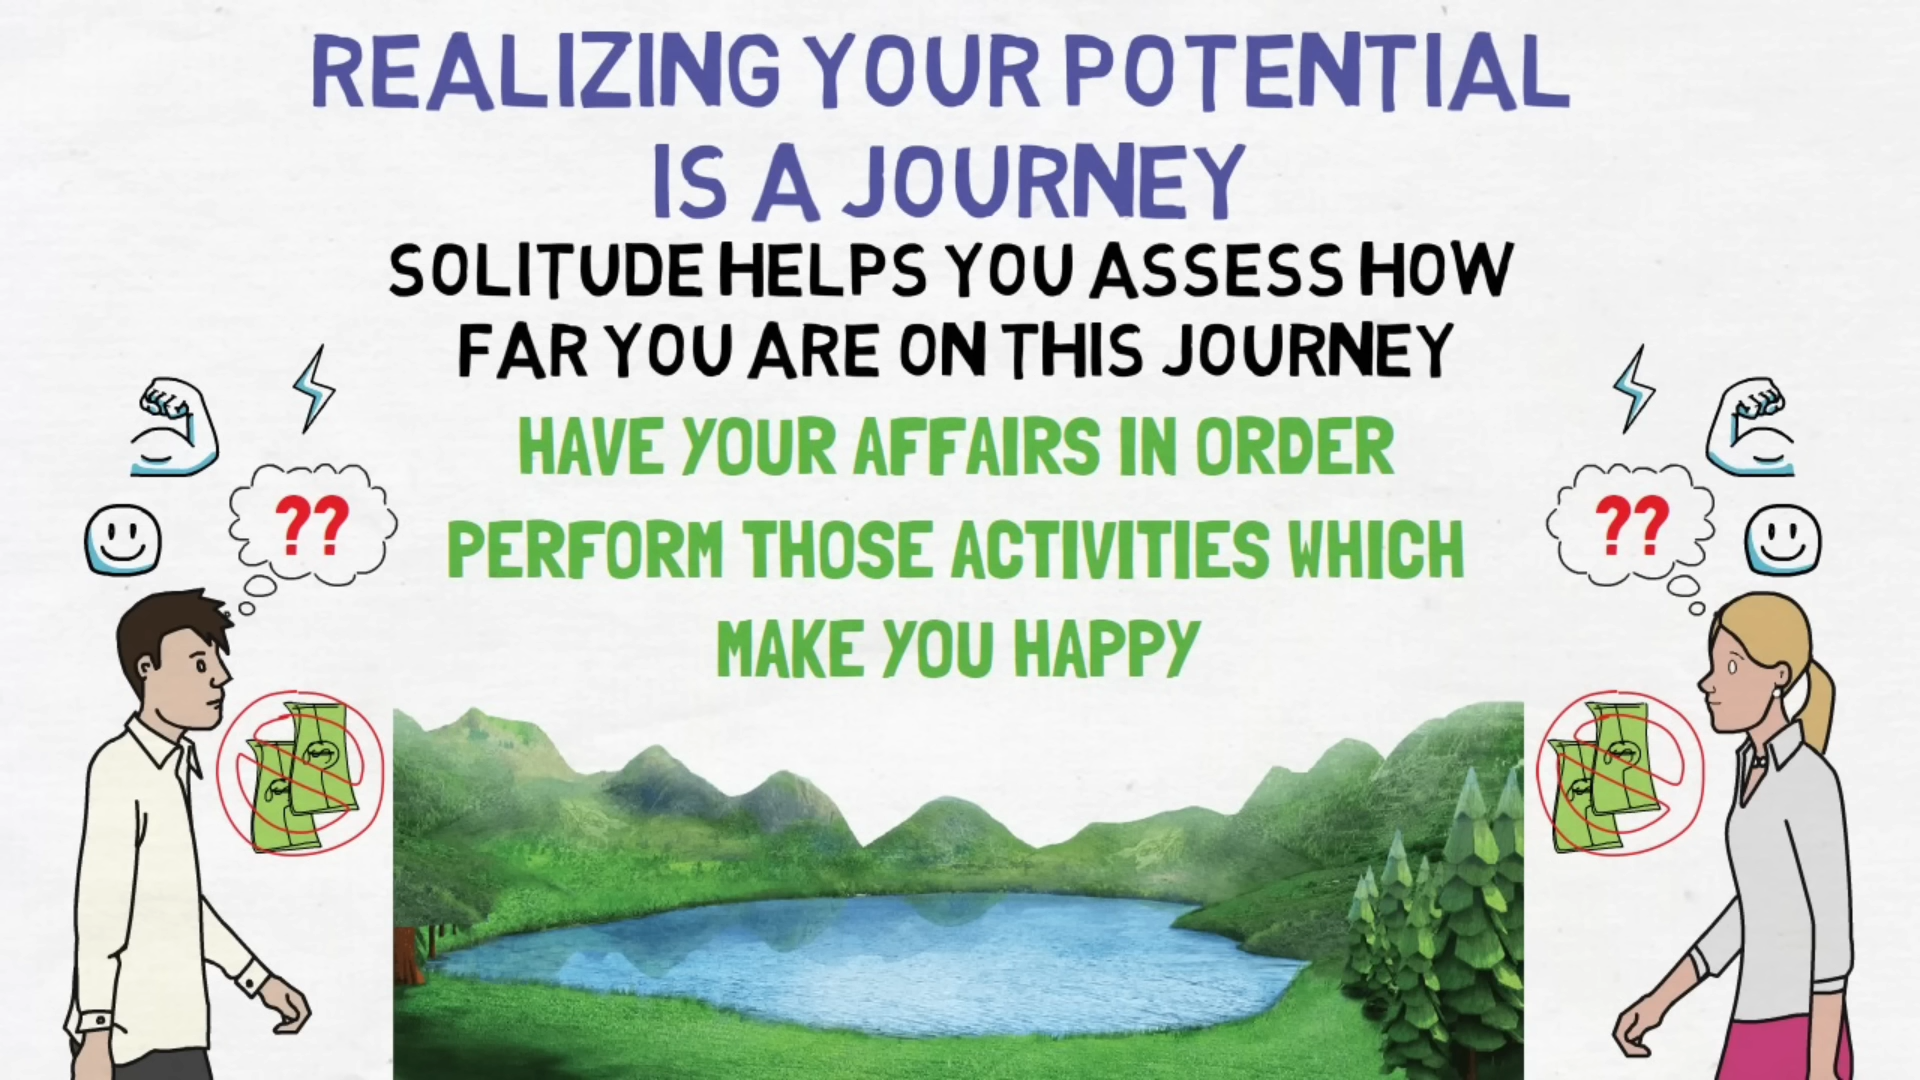 REALIZING YOUR POTENTIAL
IS A JOURNEY
SOLITUDE HELPS YOU ASSESS HOW
FAR YOU ARE ON THIS JOURNEY
HAVE YOUR AFFAIRS IN ORDER
PERFORM THOSE ACTIVITIES WHICH
MAKE YOU HAPPY
??
??